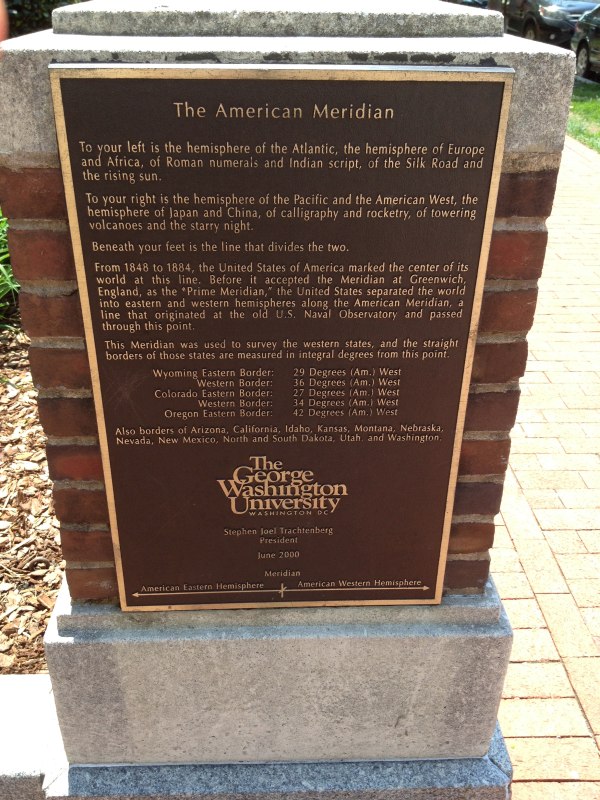 The American Meridian
To your left is the hemisphere of the Atlantic, the hemisphere of Europe
and Africa, of Roman numerals and Indian script, of the Silk Road and
the rising sun.
To your right is the hemisphere of the Pacific and the American West, the
hemisphere of Japan and China, of calligraphy and rocketry, of towering
volcanoes and the starry night.
Beneath your feet is the line that divides the two.
From 1848 to 1884, the United States of America marked the center of its
world at this line. Before it accepted the Meridian at Greenwich,
England, as the "Prime Meridian," the United States separated the world
into eastern and western hemispheres along the American Meridian, a
line that originated at the old U.S. Naval Observatory and passed
through this point.
This Meridian was used to survey the western states, and the straight
borders of those states are measured in integral degrees from this point.
Wyoming Eastern Border: 29 Degrees (Am.) West
Western Border: 36 Degrees (Am.) West
Colorado Eastern Border: 27 Degrees (Am.) West
Western Border: 34 Degrees (Am.) West
Oregon Eastern Border: 42 Degrees (Am.) West
Also borders of Arizona, California, Idaho, Kansas, Montana, Nebraska,
Nevada, New Mexico, North and South Dakota, Utah. and Washington.
The
George
Washington
University
WASHINGTON DC
Stephen Joel Trachtenberg
President
June 2000
Meridian
American Eastern Hemisphere American Western Hemisphere